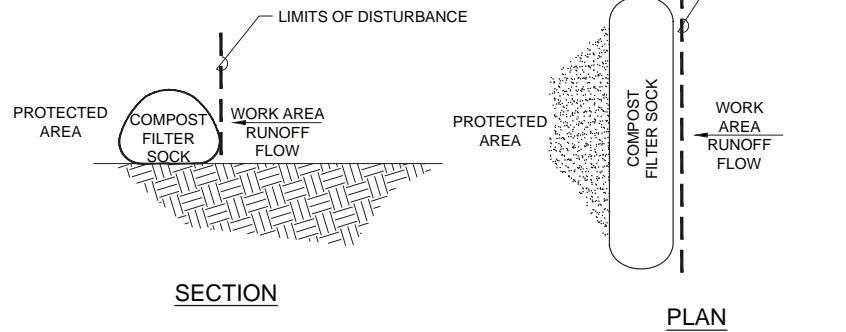 LIMITS OF DISTURBANCE
PROTECTED
AREA
COMPOST
FILTER
SOCK
WORK AREA
RUNOFF
FLOW
SECTION
PROTECTED
AREA
COMPOST
FILTER SOCK
WORK
AREA
RUNOFF
FLOW
PLAN